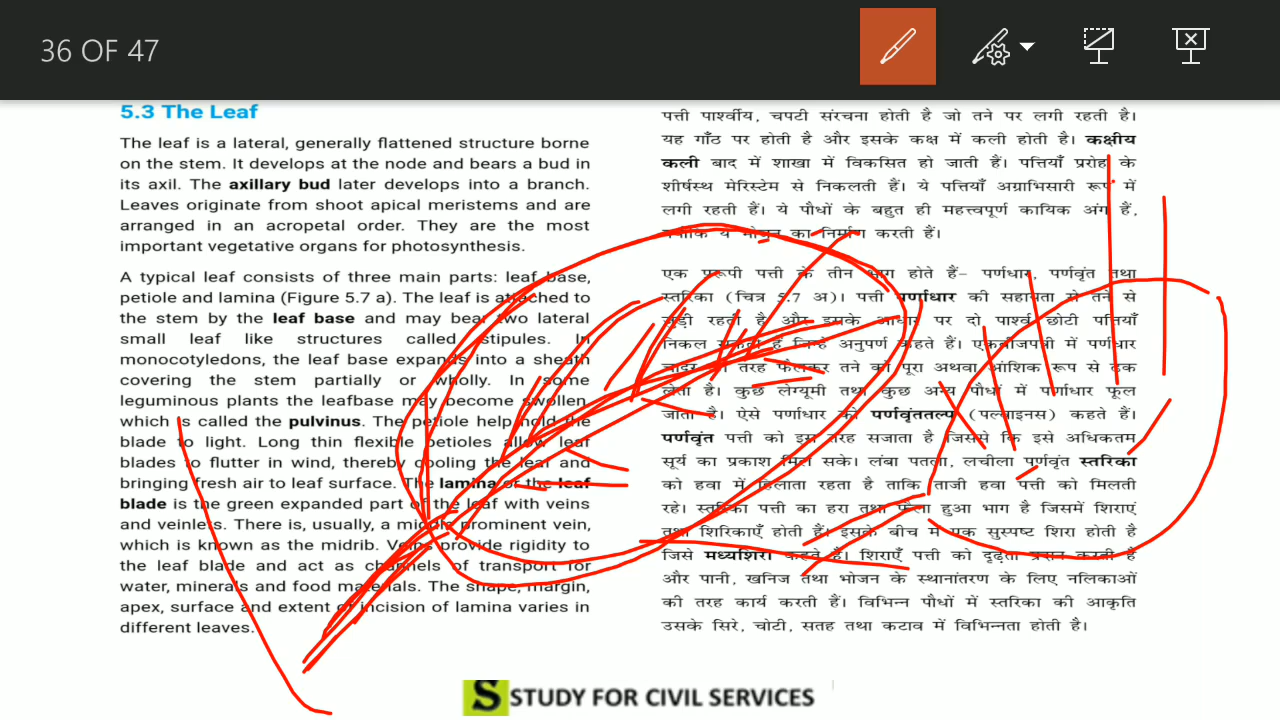 36 OF 47
5.3 The Leaf
The leaf is a lateral, generally flattened structure borne
on the stem. It develops at the node and bears a bud in
its axil. The axillary bud later develops into a branch.
Leaves originate from shoot apical meristems and are
arranged in an acropetal order. They are the most
important vegetative organs for photosynthesis.
A typical leaf consists of three main parts: leaf base,
petiole and lamina (Figure 5.7 a). The leaf is attached to
the stem by the leaf base and may bear two lateral
small leaf like structures called stipules. In
monocotyledons, the leaf base expands into a sheath
covering the stem partially or wholly. In some
leguminous plants the leafbase may become swollen,
which is called the pulvinus. The petiole help hold the
blade to light. Long thin flexible petioles allow leaf
blades to flutter in wind, thereby cooling the leaf and
bringing fresh air to leaf surface. The lamina or the leaf
blade is the green expanded part of the leaf with veins
and veinlets. There is, usually, a middle prominent vein,
which is known as the midrib. Veins provide rigidity to
the leaf blade and act as channels of transport for
water, minerals and food materials. The shape, margin,
apex, surface and extent of incision of lamina varies in
different leaves.
पत्ती पार्श्वीय, चपटी संरचना होती है जो तने पर लगी रहती है।
यह गाँठ पर होती है और इसके कक्ष में कली होती है। कक्षीय
कली बाद में शाखा में विकसित हो जाती हैं। पत्तियाँ प्ररोह के
शीर्षस्थ मेरिस्टेम से निकलती हैं। ये पत्तियाँ अग्राभिसारी रूप में
लगी रहती हैं। ये पौधों के बहुत ही महत्त्वपूर्ण कायिक अंग हैं,
क्योंकि ये भोजन का निर्माण करती हैं।
एक प्ररूपी पत्ती के तीन भाग होते हैं- पर्णधार, पर्णवृंत तथा
स्तरिका (चित्र 5.7 अ)। पत्ती पर्णाधार की सहायता से तने से
जुड़ी रहती है और इसके आधार पर दो पार्श्व छोटी पत्तियाँ
निकल सकती हैं जिन्हें अनुपर्ण कहते हैं। एकबीजपत्री में पर्णधार
चादर की तरह फैलकर तने को पूरा अथवा आंशिक रूप से ढक
लेता है। कुछ लेग्यूमी तथा कुछ अन्य पौधों में पर्णाधार फूल
जाता है। ऐसे पर्णाधार को पर्णवृंततल्प (पल्वाइनस) कहते हैं।
पर्णवृंत पत्ती को इस तरह सजाता है जिससे कि इसे अधिकतम
सूर्य का प्रकाश मिल सके। लंबा पतला, लचीला पर्णवृंत स्तरिका
को हवा में हिलाता रहता है ताकि ताजी हवा पत्ती को मिलती
रहे। स्तरिका पत्ती का हरा तथा फैला हुआ भाग है जिसमें शिराएं
तथा शिरिकाएँ होती हैं। इसके बीच में एक सुस्पष्ट शिरा होती है
जिसे मध्यशिरा कहते हैं। शिराएँ पत्ती को दृढ़ता प्रदान करती है
और पानी, खनिज तथा भोजन के स्थानांतरण के लिए नलिकाओं
की तरह कार्य करती हैं। विभिन्न पौधों में स्तरिका की आकृति
उसके सिरे, चोटी, सतह तथा कटाव में विभिन्नता होती है।
S STUDY FOR CIVIL SERVICES